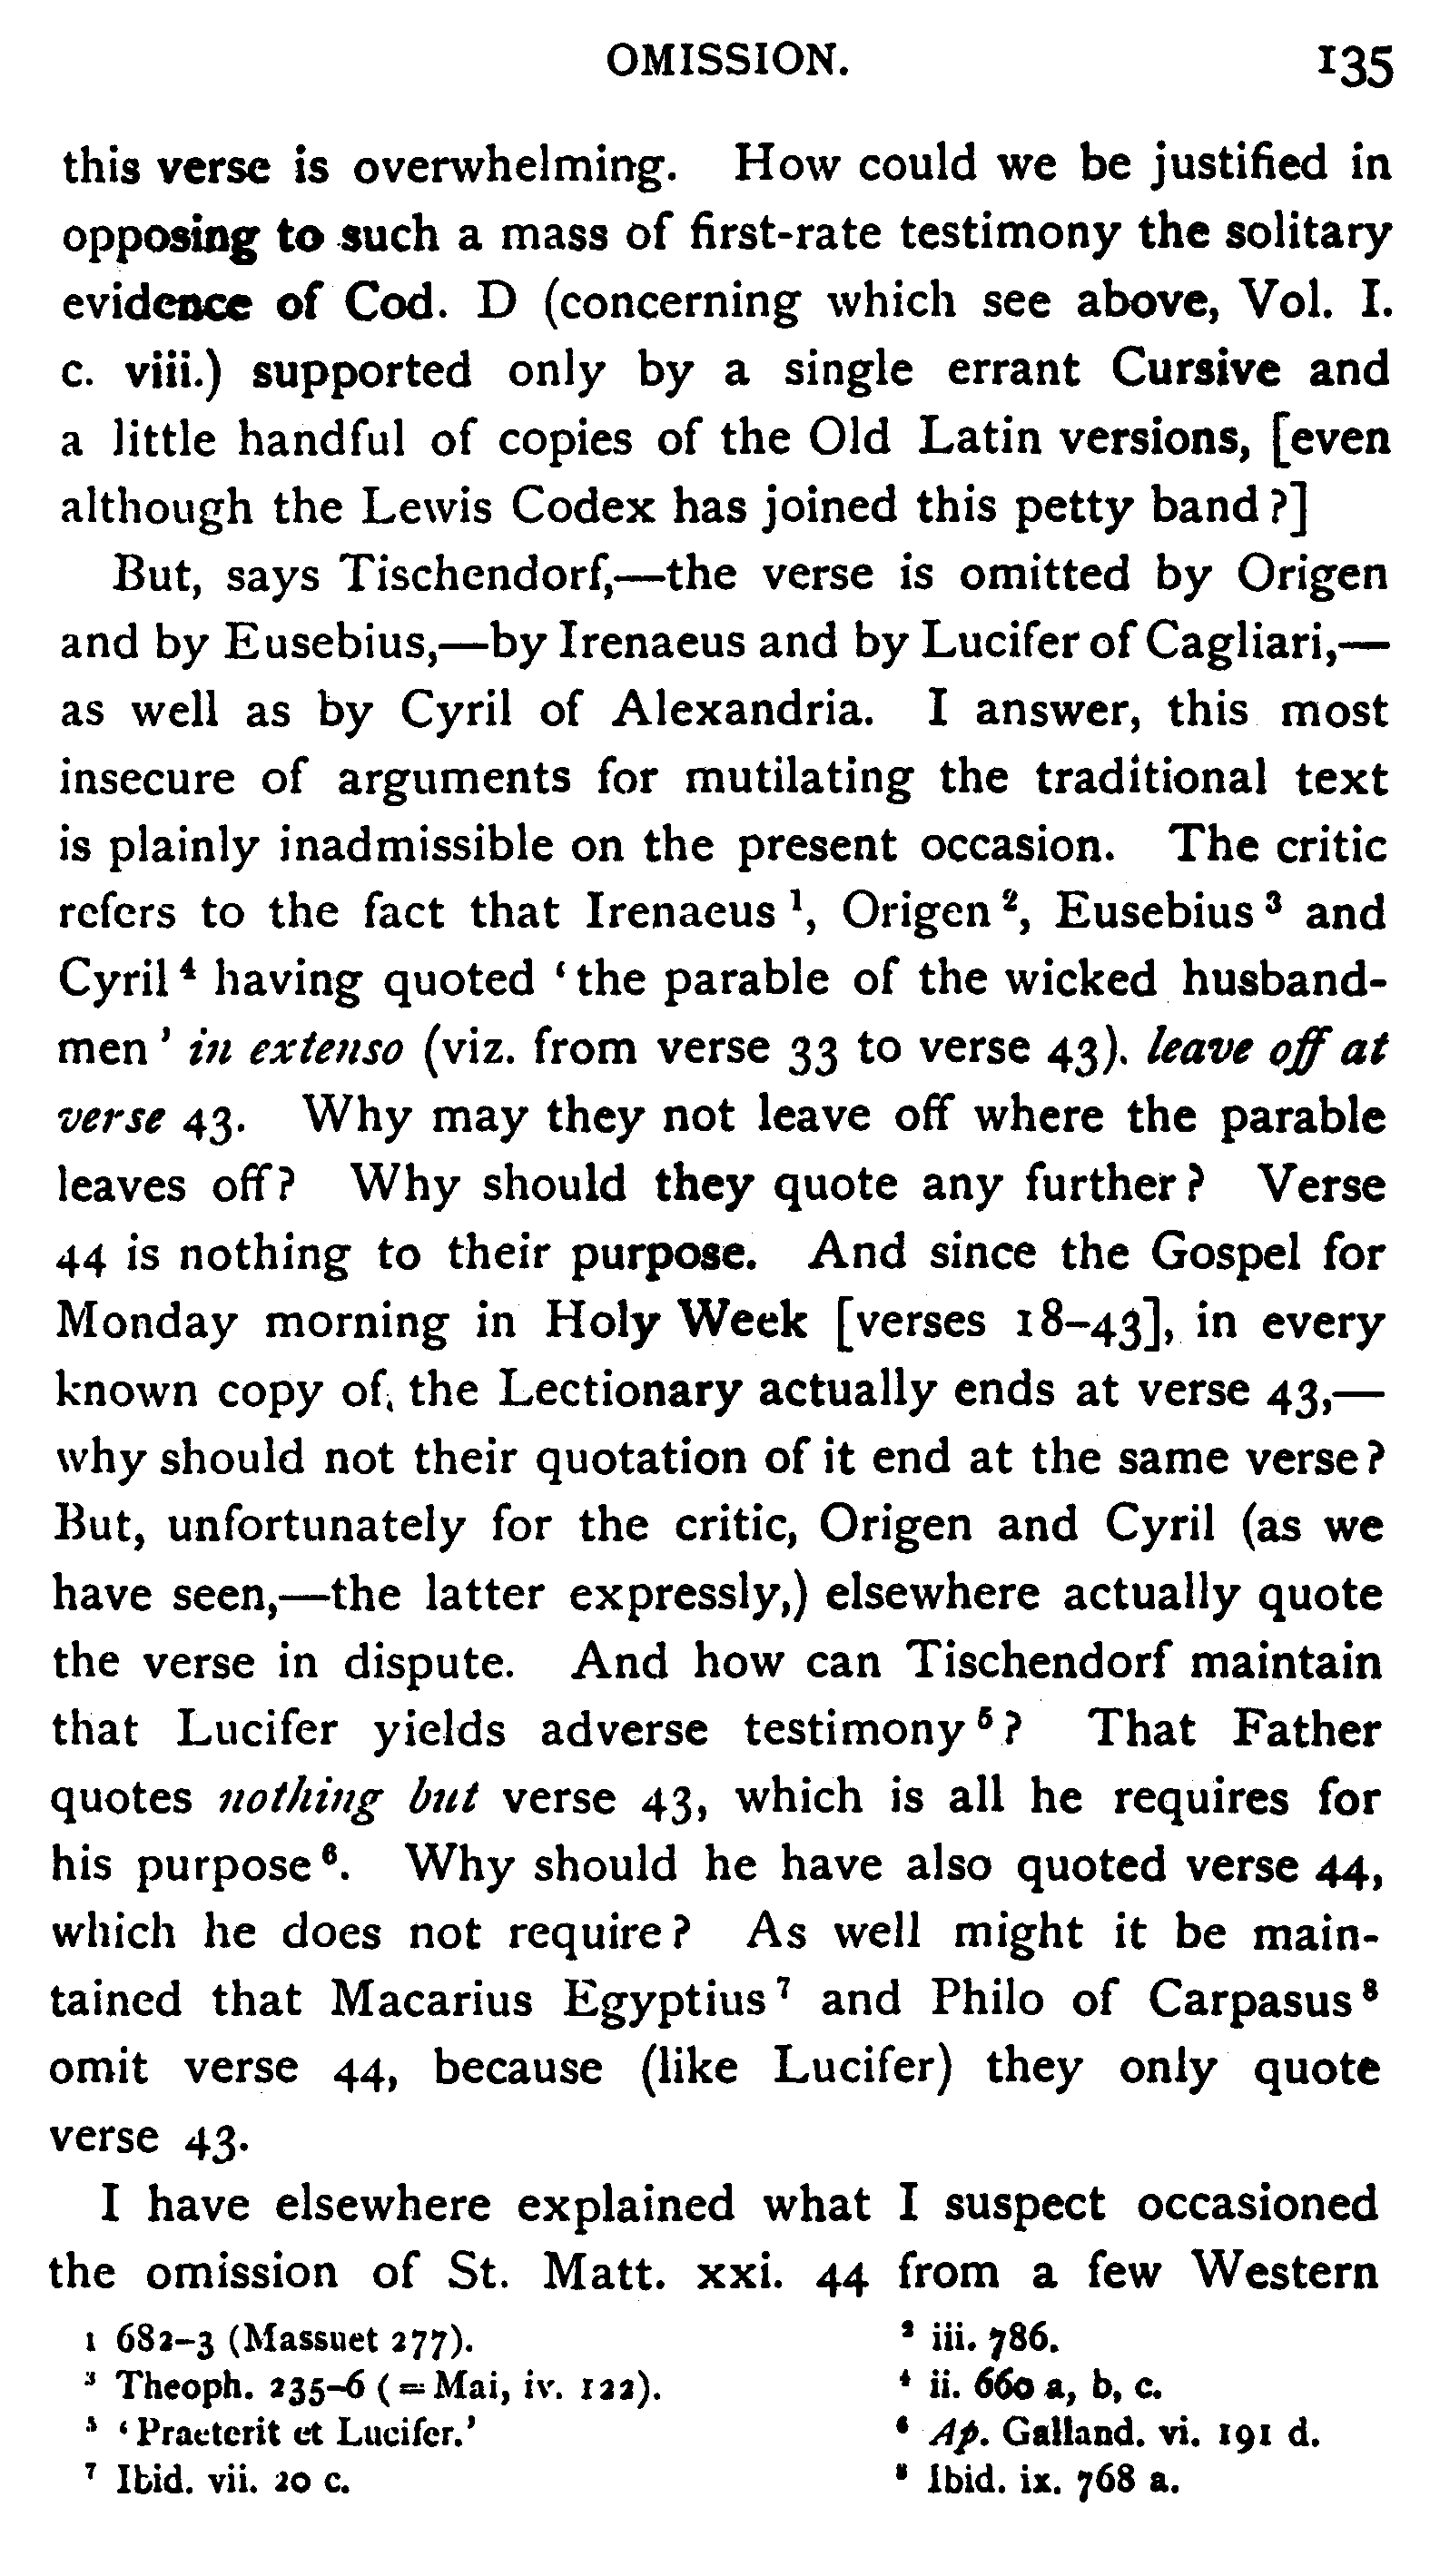 OMISSION. 135
this verse is overwhelming. How could we be justified in
opposing to such a mass of first-rate testimony the solitary
evidence of Cod. D (concerning which see above, Vol. I.
c. viii.) supported only by a single errant Cursive and
a little handful of copies of the Old Latin versions, [even
although the Lewis Codex has joined this petty band ?]
But, says Tischendorf,—the verse is omitted by Origen
and by Eusebius,—by Irenaeus and by Lucifer of Cagliari,—
as well as by Cyril of Alexandria. I answer, this most
insecure of arguments for mutilating the traditional text
is plainly inadmissible on the present occasion. The critic
refers to the fact that Irenaeus ¹, Origen ², Eusebius ³ and
Cyril ⁴ having quoted ‘the parable of the wicked husband-
men’ in extenso (viz. from verse 33 to verse 43). leave off at
verse 43. Why may they not leave off where the parable
leaves off? Why should they quote any further? Verse
44 is nothing to their purpose. And since the Gospel for
Monday morning in Holy Week [verses 18–43], in every
known copy of the Lectionary actually ends at verse 43,—
why should not their quotation of it end at the same verse?
But, unfortunately for the critic, Origen and Cyril (as we
have seen,—the latter expressly,) elsewhere actually quote
the verse in dispute. And how can Tischendorf maintain
that Lucifer yields adverse testimony ⁵? That Father
quotes nothing but verse 43, which is all he requires for
his purpose ⁶. Why should he have also quoted verse 44,
which he does not require? As well might it be main-
tained that Macarius Egyptius ⁷ and Philo of Carpasus ⁸
omit verse 44, because (like Lucifer) they only quote
verse 43.
I have elsewhere explained what I suspect occasioned
the omission of St. Matt. xxi. 44 from a few Western
¹ 682–3 (Massuet 277). ² iii. 786.
³ Theoph. 235–6 (= Mai, iv. 122). ⁴ ii. 660 a, b, c.
⁵ ‘Praeterit et Lucifer.’ ⁶ Ap. Galland. vi. 191 d.
⁷ Ibid. vii. 20 c. ⁸ Ibid. ix. 768 a.